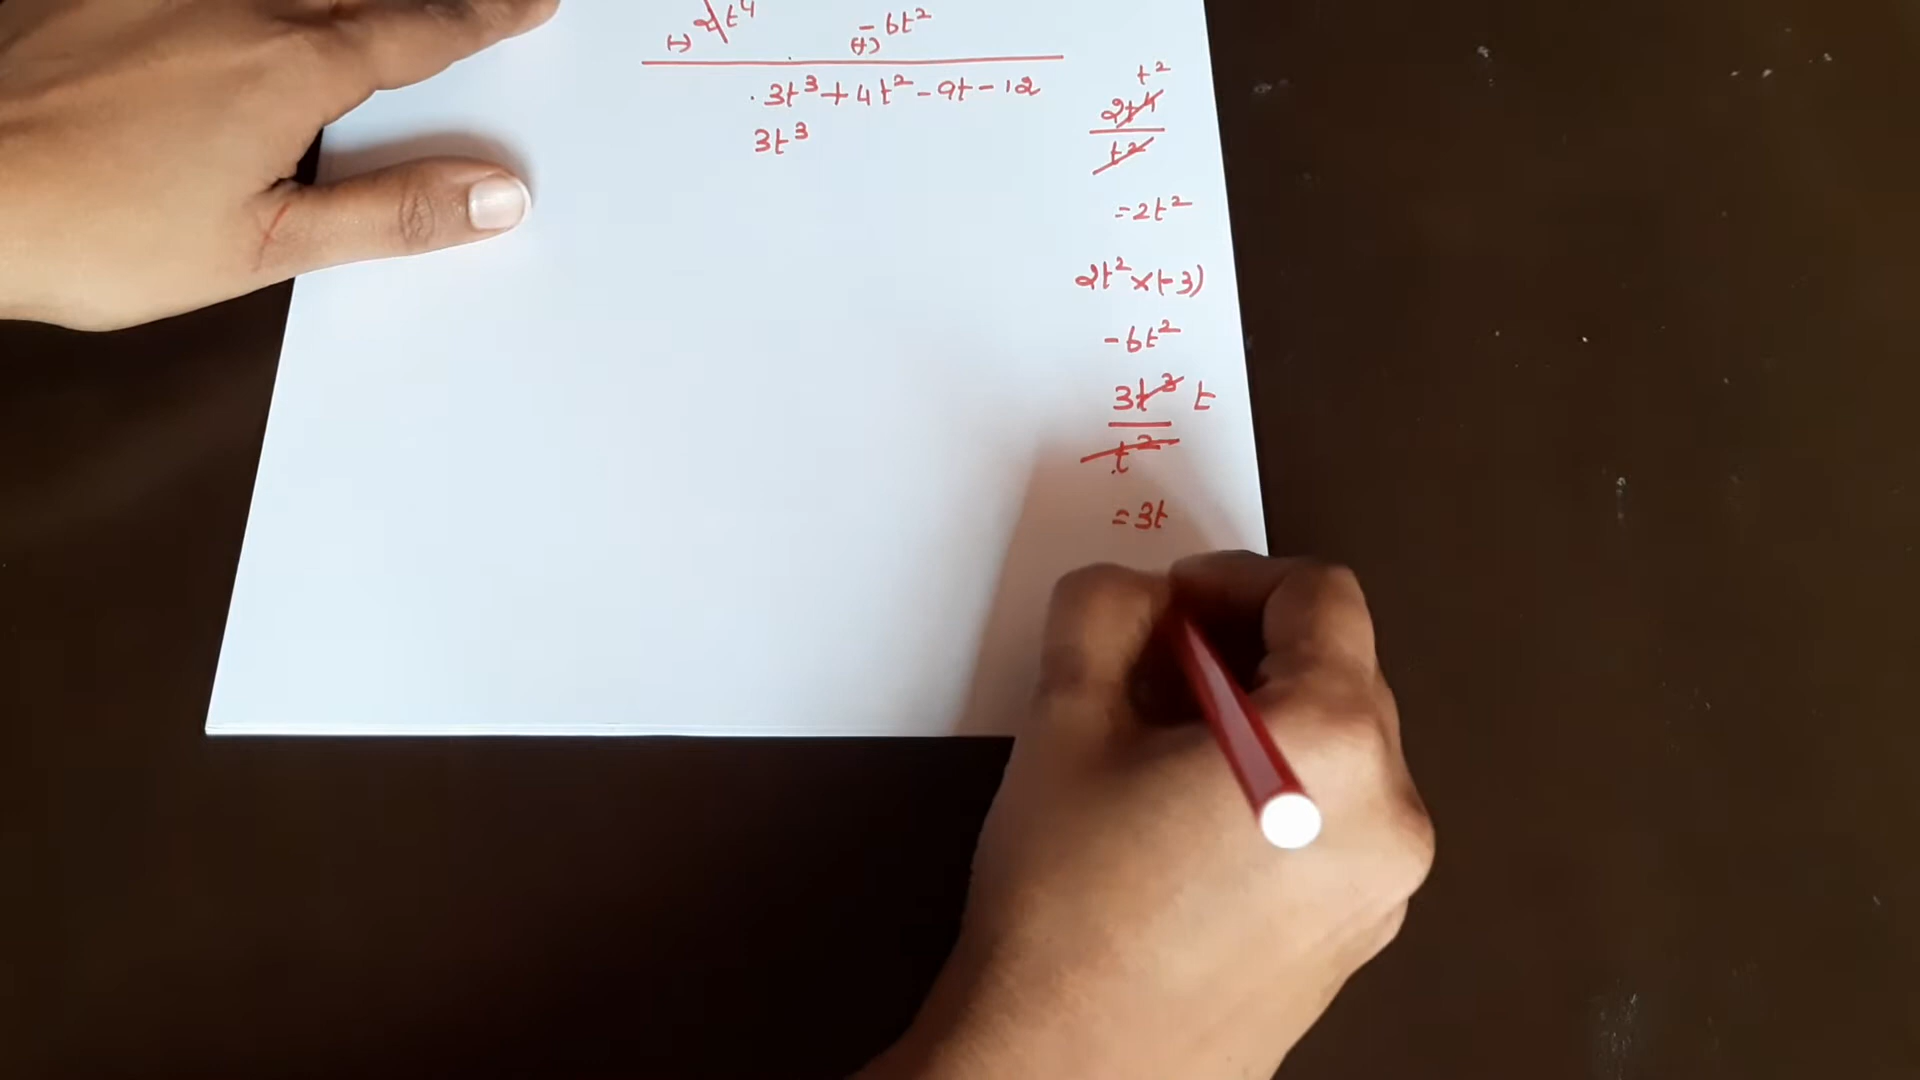 2t⁴ - 6t²
(-) (+)
3t³ + 4t² - 9t - 12
3t³
t²
2t⁴
t²
= 2t²
2t² × (-3)
- 6t²
3t³ t
t²
= 3t